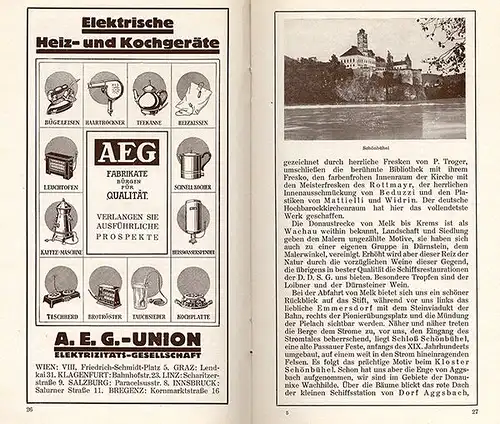 Elektrische
Heiz- und Kochgeräte
BÜGELEISEN HAARTROCKNER TEEKANNE HEIZKISSEN
AEG
FABRIKATE
BÜRGEN
FÜR
QUALITÄT.
VERLANGEN SIE
AUSFÜHRLICHE
PROSPEKTE
LEUCHTOFEN SCHNELLKOCHER
KAFFEE-MASCHINE HEISSWASSERSPENDER
TEEHERD BROTRÖSTER TAUCHSIEDER KOCHPLATTE
A. E. G.-UNION
ELEKTRIZITÄTS-GESELLSCHAFT
WIEN: VIII, Friedrich-Schmidt-Platz 5. GRAZ: Lend-
kai 31. KLAGENFURT: Bahnhofstr. 23. LINZ: Scharitzer-
straße 9. SALZBURG: Paracelsusstr. 8. INNSBRUCK:
Salurner Straße 11. BREGENZ: Kornmarktstraße 16
26
Schönbühel
gezeichnet durch herrliche Fresken von P. Troger,
umschließen die berühmte Bibliothek mit ihrem
Fresko, den farbenfrohen Innenraum der Kirche mit
den Meisterfresken des Rottmayr, der herrlichen
Innenausschmückung von Beduzzi und den Pla-
stiken von Mattielli und Widrin. Der deutsche
Hochbarockkirchenraum hat hier das vollendetste
Werk geschaffen.
Die Donaustrecke von Melk bis Krems ist als
Wachau weithin bekannt, Landschaft und Siedlung
geben den Malern ungezählte Motive, sie haben sich
auch zu einer eigenen Gruppe in Dürnstein, dem
Malerwinkel, vereinigt. Erhöht wird aber dieser Reiz der
Natur durch die vorzüglichen Weine dieser Gegend,
die übrigens in bester Qualität die Schiffsrestaurationen
der D. D. S. G. uns bieten. Besondere Tropfen sind der
Loibner und der Dürnsteiner Wein.
Bei der Abfahrt von Melk bietet sich uns ein schöner
Rückblick auf das Stift, während vor uns links das
liebliche Emmersdorf mit dem Steinviadukt der
Bahn, rechts der Pionierübungsplatz und die Mündung
der Pielach sichtbar werden. Näher und näher treten
die Berge dem Strome zu, vor uns, den Eingang des
Stromtales beherrschend, liegt Schloß Schönbühel,
eine alte Passauer Feste, anfangs des XIX. Jahrhunderts
umgebaut, auf einem weit in den Strom hineinragenden
Felsen. Es folgt das prächtige Motiv beim Kloster
Schönbühel. Schon hat uns aber die Enge von Aggs-
bach aufgenommen, wir sind im Gebiete der Donau-
nixe Wachhilde. Über die Bäume blickt das rote Dach
der kleinen Schiffsstation von Dorf Aggsbach,
5
27